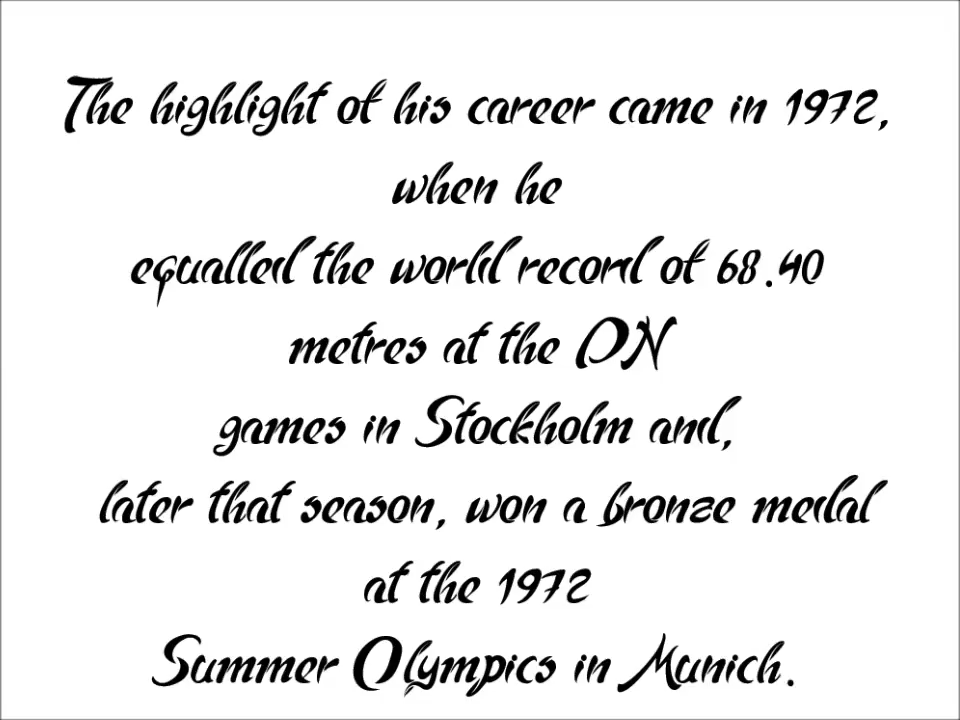 The highlight of his career came in 1972,
when he
equalled the world record of 68.40
metres at the DN
games in Stockholm and,
later that season, won a bronze medal
at the 1972
Summer Olympics in Munich.